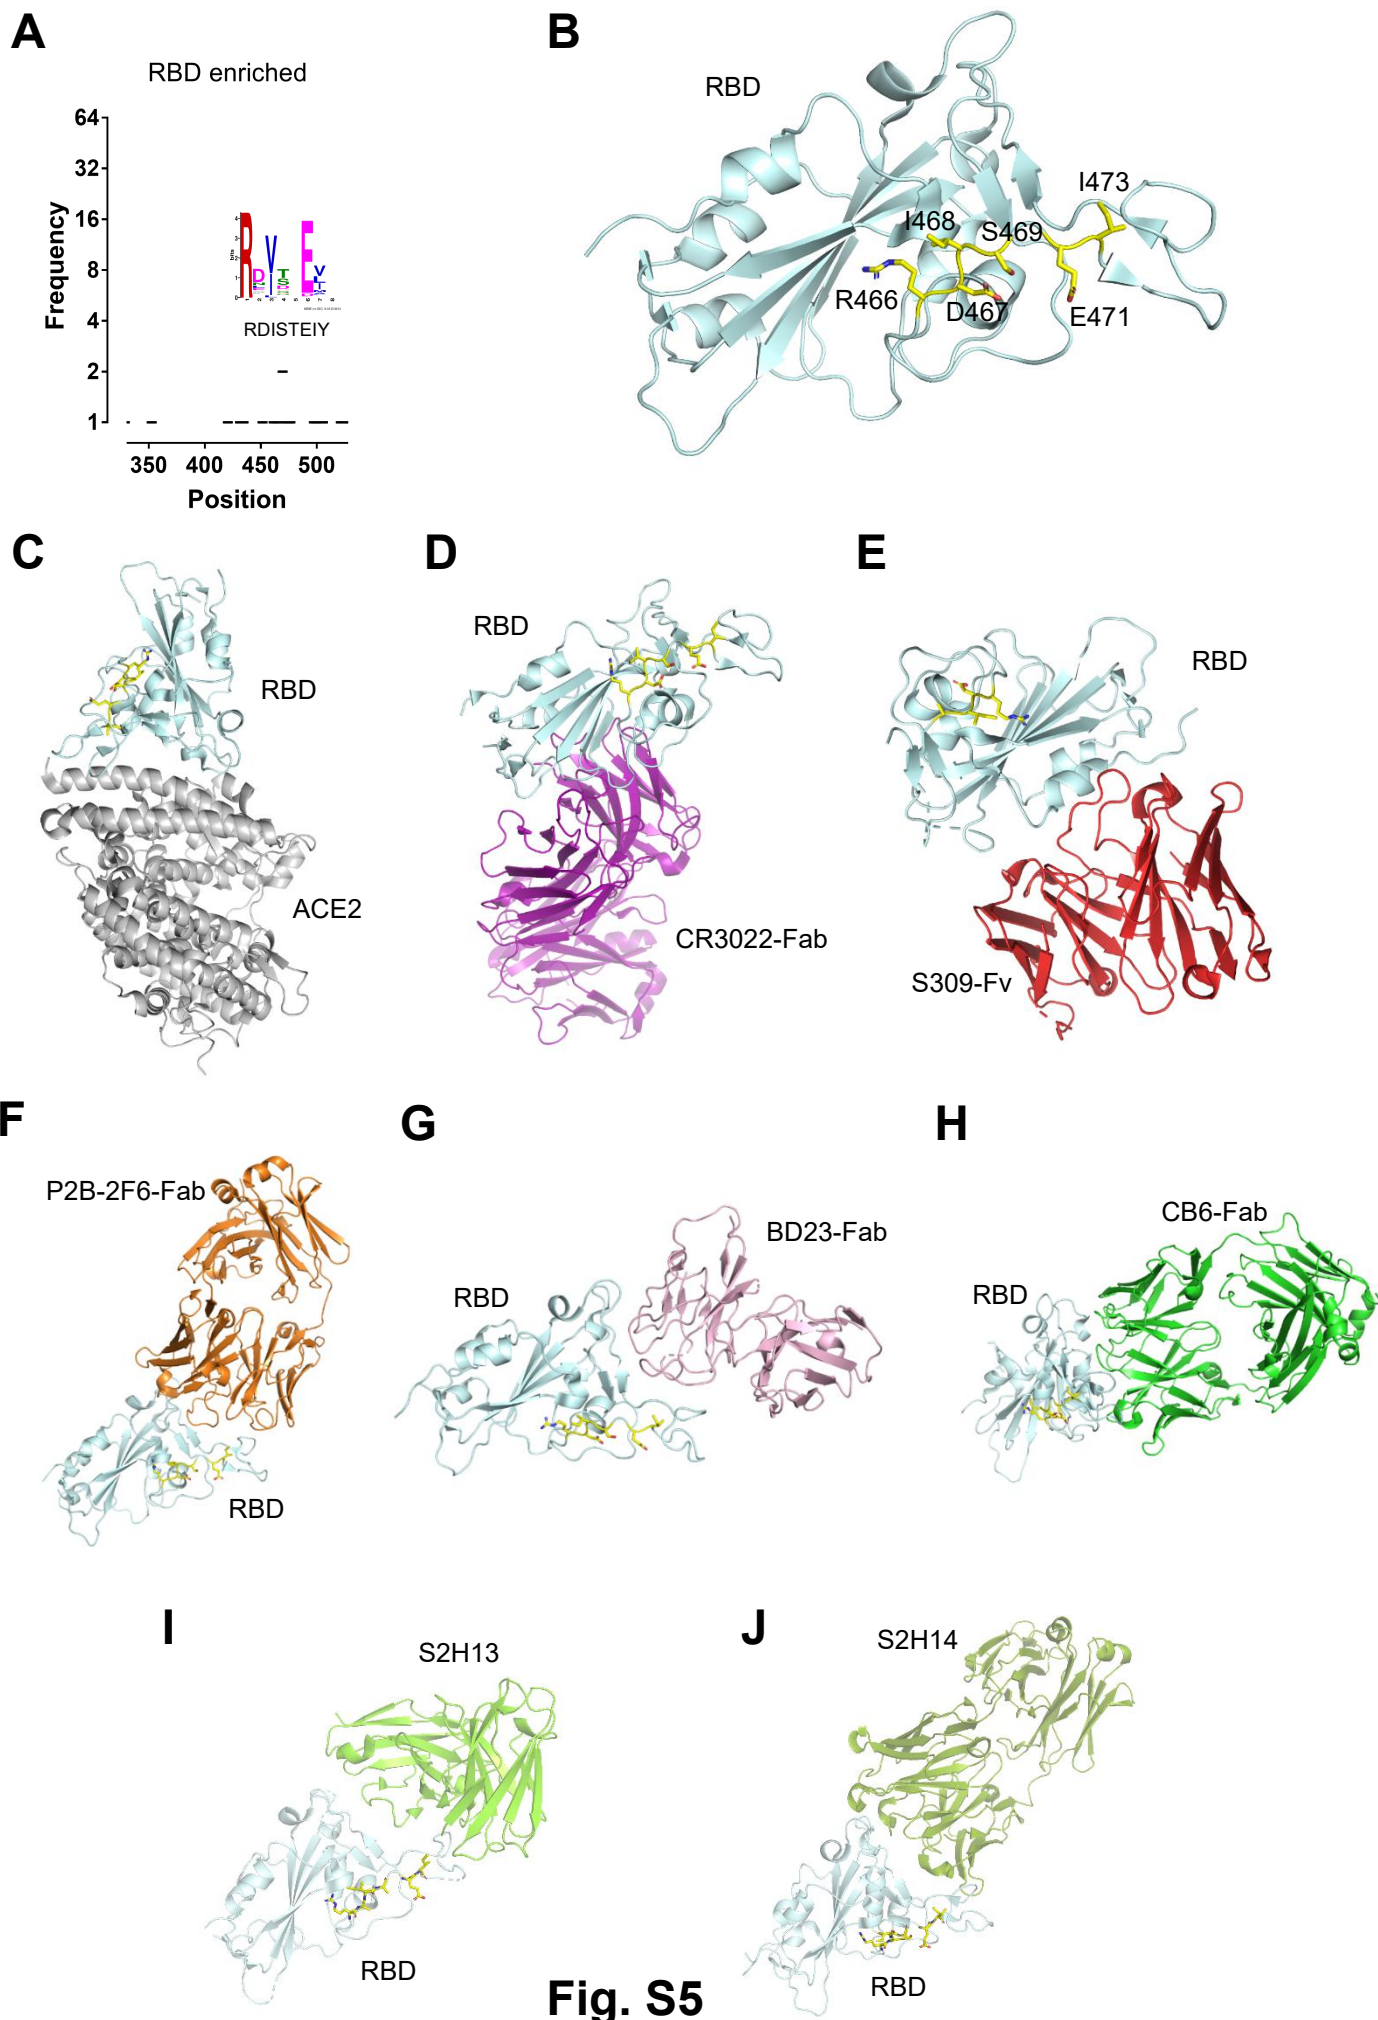 A
RBD enriched
64
32
16
8
4
2
1
Frequency
RDISTEIY
350 400 450 500
Position
B
RBD
I473
I468
S469
R466
D467
E471
C
RBD
ACE2
D
RBD
CR3022-Fab
E
RBD
S309-Fv
F
P2B-2F6-Fab
RBD
G
BD23-Fab
RBD
H
CB6-Fab
RBD
I
S2H13
RBD
J
S2H14
RBD
Fig. S5